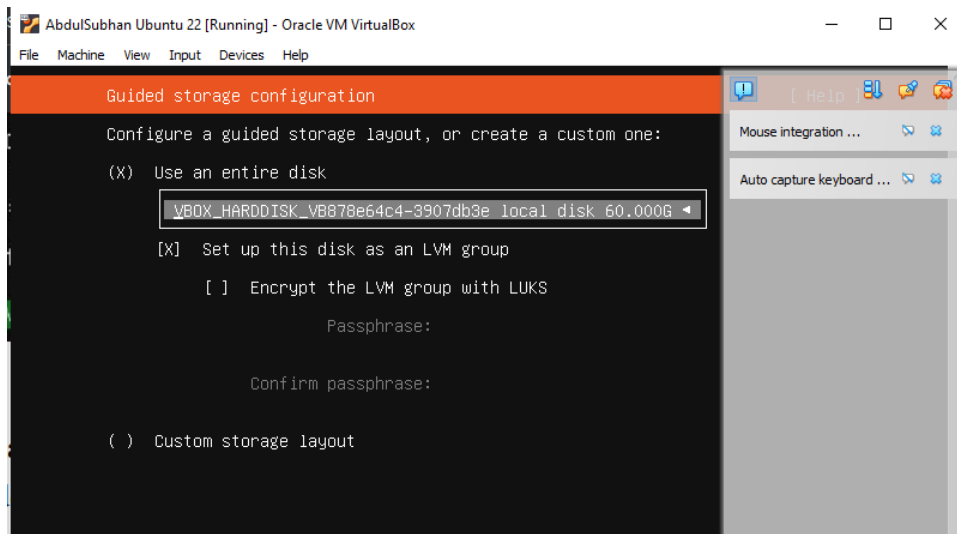 AbdulSubhan Ubuntu 22 [Running] - Oracle VM VirtualBox
File Machine View Input Devices Help
Guided storage configuration [ Help ]
Configure a guided storage layout, or create a custom one:
Mouse integration ...
(X) Use an entire disk
Auto capture keyboard ...
VBOX_HARDDISK_VB878e64c4-3907db3e local disk 60.000G ◂
[X] Set up this disk as an LVM group
[ ] Encrypt the LVM group with LUKS
Passphrase:
Confirm passphrase:
( ) Custom storage layout